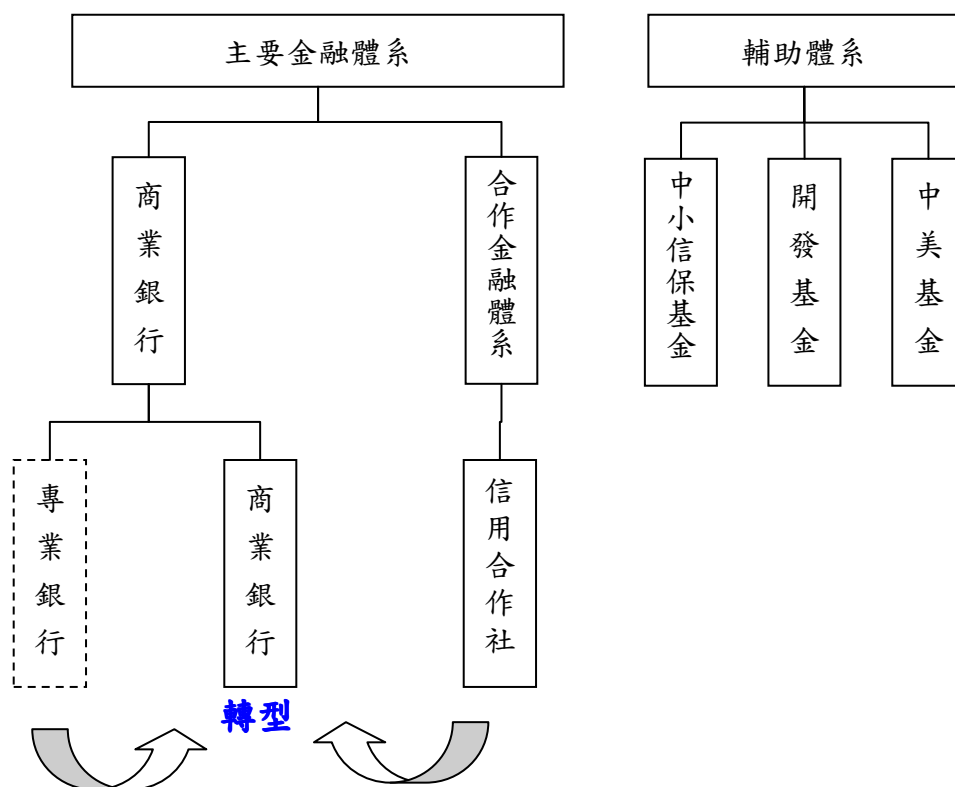 主要金融體系
輔助體系
商業銀行
合作金融體系
中小信保基金
開發基金
中美基金
專業銀行
商業銀行
信用合作社
轉型